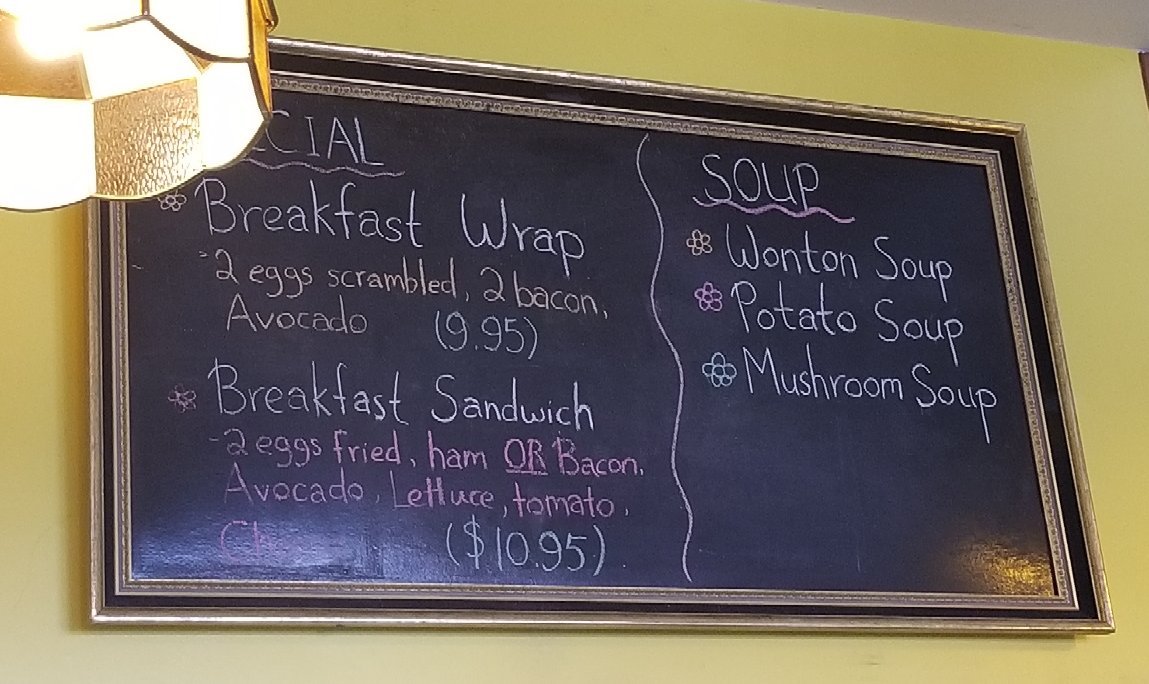 CIAL
Breakfast Wrap
-2 eggs scrambled, 2 bacon,
Avocado (9.95)
Breakfast Sandwich
-2 eggs fried, ham OR Bacon,
Avocado, Lettuce, tomato,
($10.95)
SOUP
Wonton Soup
Potato Soup
Mushroom Soup